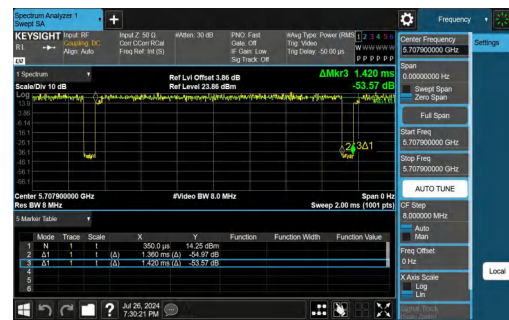 Spectrum Analyzer 1
Swept SA
+
Frequency
KEYSIGHT Input: RF Input Z: 50 Ω #Atten: 30 dB PNO: Fast #Avg Type: Power (RMS 1 2 3 4 5 6
RL Coupling: DC Corr CCorr RCal Gate: Off Trig: Video W W W W W W
Align: Auto Freq Ref: Int (S) IF Gain: Low Trig Delay: -50.00 µs P P P P P P
Sig Track: Off
LV
Center Frequency
5.707900000 GHz
Settings
Span
0.00000000 Hz
Swept Span
Zero Span
Full Span
Start Freq
5.707900000 GHz
Stop Freq
5.707900000 GHz
AUTO TUNE
CF Step
8.000000 MHz
Auto
Man
Freq Offset
0 Hz
X Axis Scale
Log
Lin
Signal Track
Local
1 Spectrum
Ref Lvl Offset 3.86 dB ΔMkr3 1.420 ms
Scale/Div 10 dB Ref Level 23.86 dBm -53.57 dB
Log
13.9
3.86
-6.14
-16.1
-26.1
-36.1
-46.1
-56.1
-66.1
2 3Δ1
Center 5.707900000 GHz #Video BW 8.0 MHz Span 0 Hz
Res BW 8 MHz Sweep 2.00 ms (1001 pts)
5 Marker Table
Mode Trace Scale X Y Function Function Width Function Value
1 N 1 t 350.0 µs 14.25 dBm
2 Δ1 1 t (Δ) 1.360 ms (Δ) -54.97 dB
3 Δ1 1 t (Δ) 1.420 ms (Δ) -53.57 dB
4
5
6
? Jul 26, 2024
7:30:21 PM